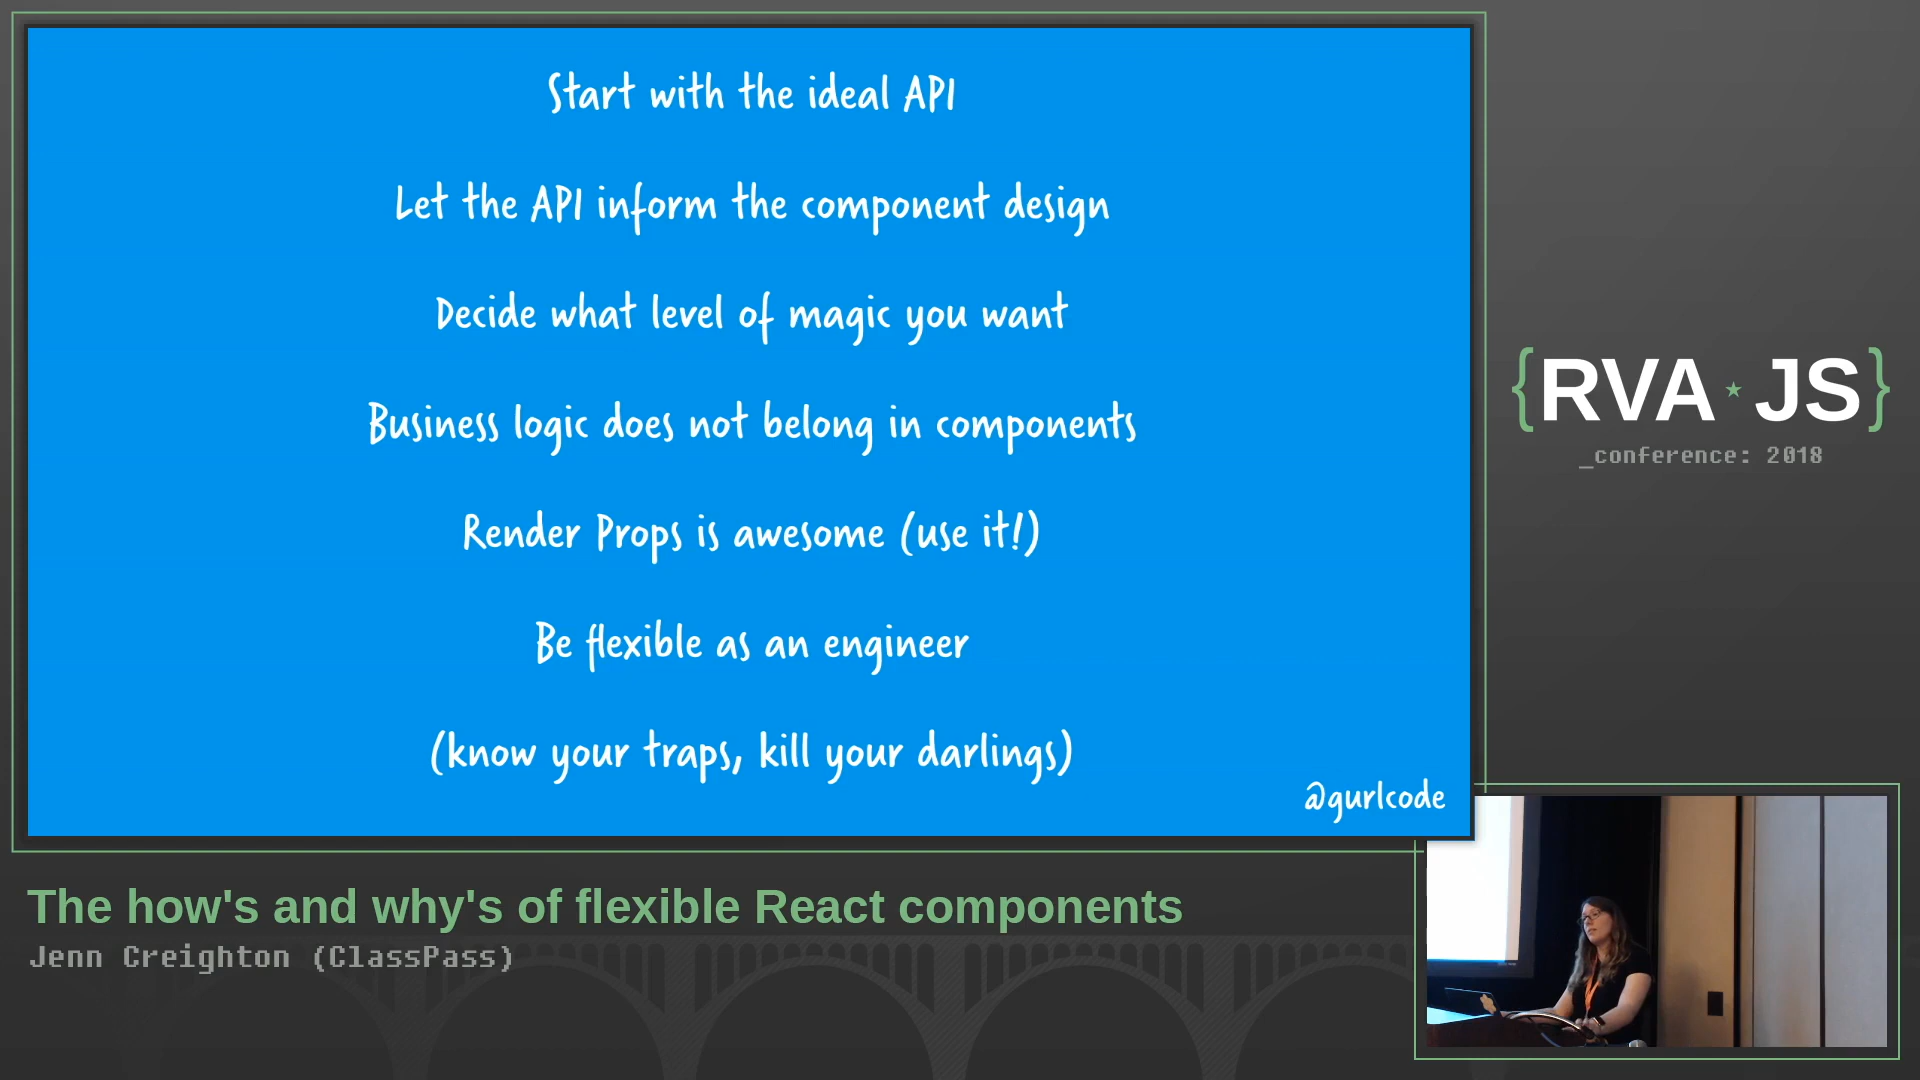 Start with the ideal API
Let the API inform the component design
Decide what level of magic you want
Business logic does not belong in components
Render Props is awesome (use it!)
Be flexible as an engineer
(know your traps, kill your darlings)
@gurlcode
{RVA★JS}
_conference: 2018
The how's and why's of flexible React components
Jenn Creighton (ClassPass)